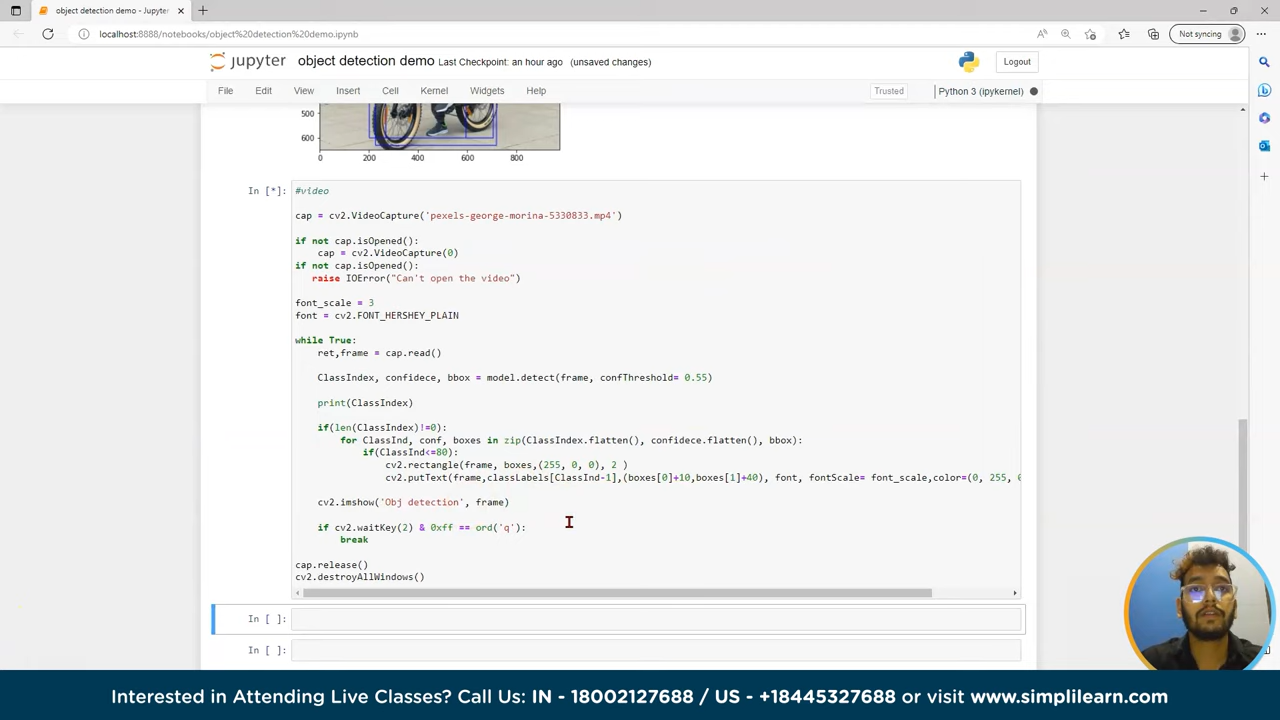 object detection demo - Jupyter
localhost:8888/notebooks/object%20detection%20demo.ipynb
Not syncing
jupyter object detection demo Last Checkpoint: an hour ago (unsaved changes)
Logout
File Edit View Insert Cell Kernel Widgets Help
Trusted
Python 3 (ipykernel)
500
600
0 200 400 600 800
In [*]:
#video
cap = cv2.VideoCapture('pexels-george-morina-5330833.mp4')
if not cap.isOpened():
cap = cv2.VideoCapture(0)
if not cap.isOpened():
raise IOError("Can't open the video")
font_scale = 3
font = cv2.FONT_HERSHEY_PLAIN
while True:
ret,frame = cap.read()
ClassIndex, confidece, bbox = model.detect(frame, confThreshold= 0.55)
print(ClassIndex)
if(len(ClassIndex)!=0):
for ClassInd, conf, boxes in zip(ClassIndex.flatten(), confidece.flatten(), bbox):
if(ClassInd<=80):
cv2.rectangle(frame, boxes,(255, 0, 0), 2 )
cv2.putText(frame,classLabels[ClassInd-1],(boxes[0]+10,boxes[1]+40), font, fontScale= font_scale,color=(0, 255, 0
cv2.imshow('Obj detection', frame)
if cv2.waitKey(2) & 0xff == ord('q'):
break
cap.release()
cv2.destroyAllWindows()
In [ ]:
In [ ]:
Interested in Attending Live Classes? Call Us: IN - 18002127688 / US - +18445327688 or visit www.simplilearn.com